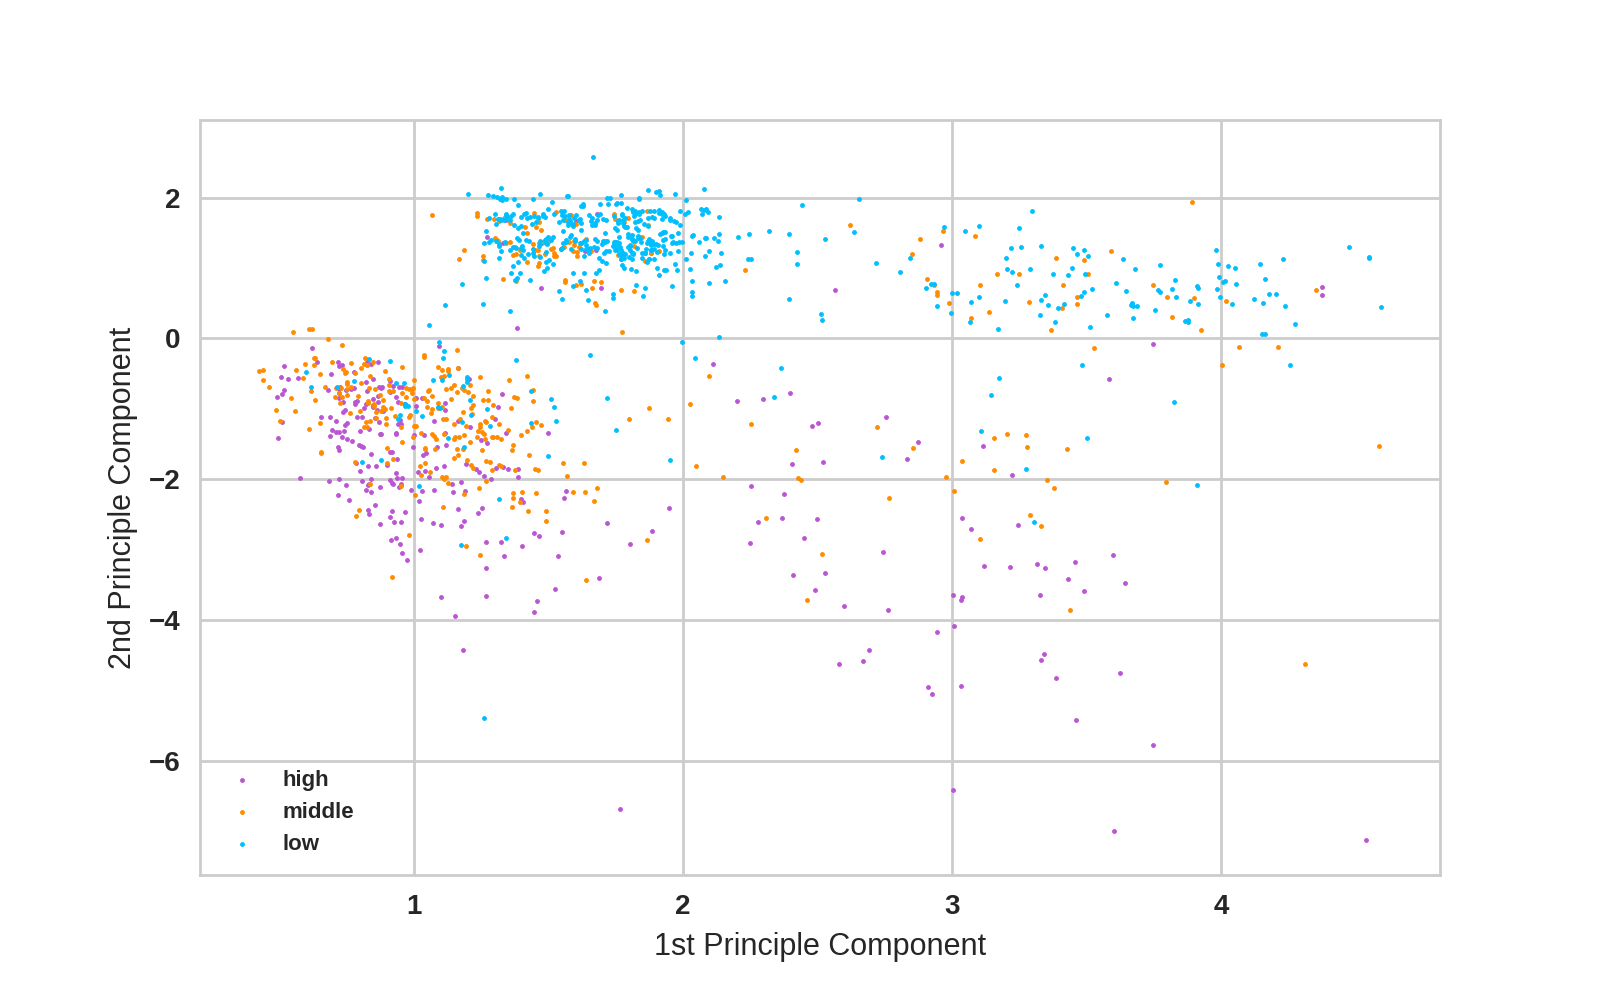 2nd Principle Component
2
0
−2
−4
−6
high
middle
low
1
2
3
4
1st Principle Component